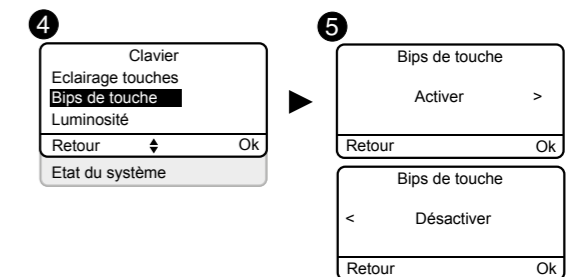 4
Clavier
Eclairage touches
Bips de touche
Luminosité
Retour Ok
Etat du système
5
Bips de touche
Activer >
Retour Ok
Bips de touche
< Désactiver
Retour Ok